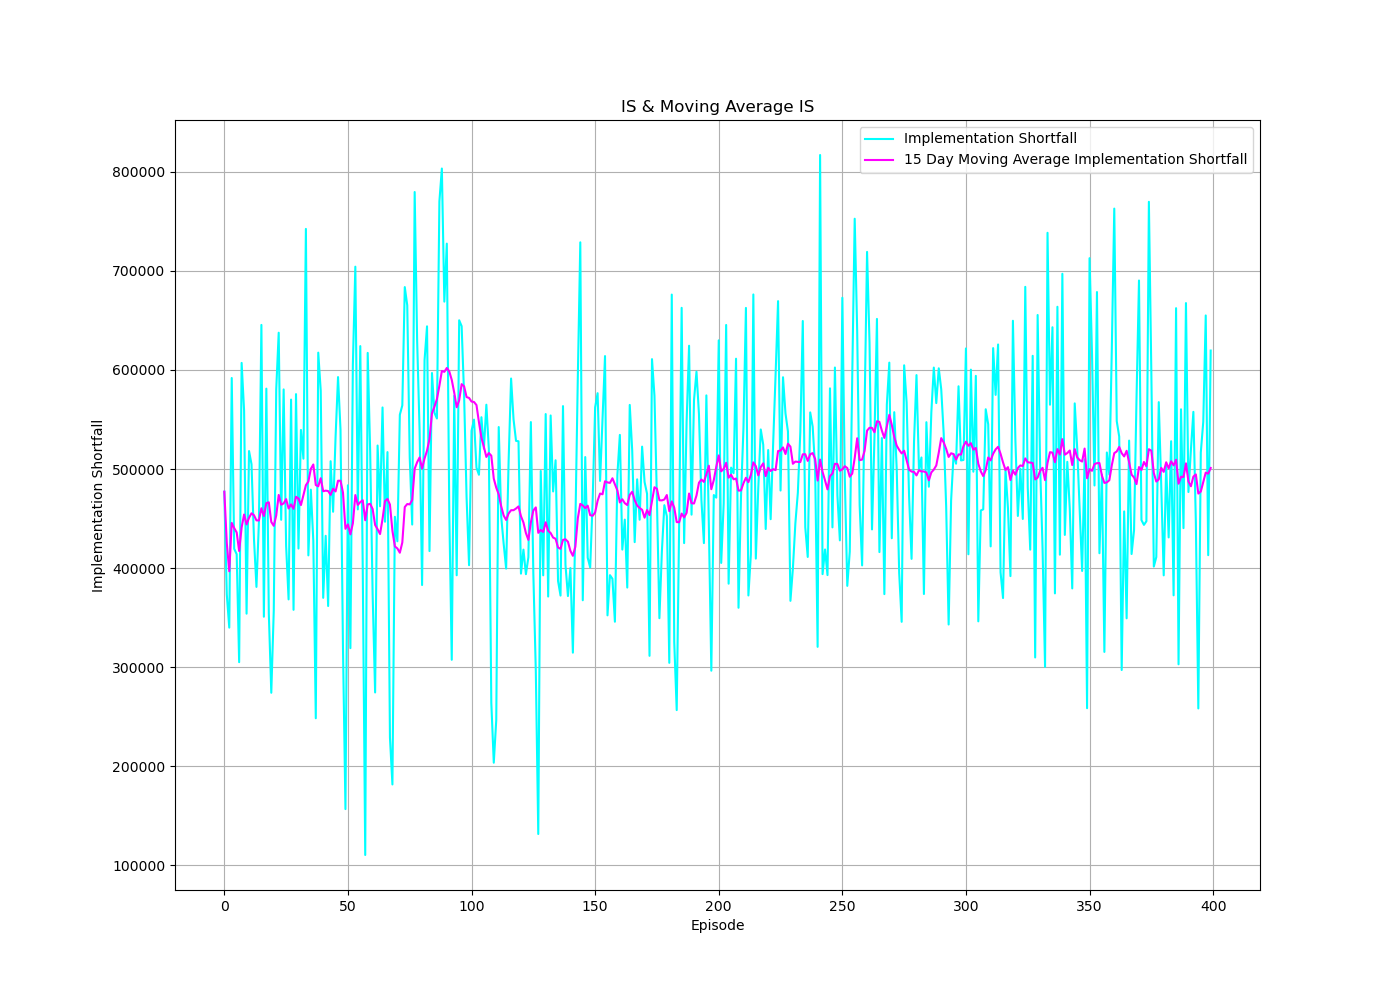 IS & Moving Average IS
Implementation Shortfall
15 Day Moving Average Implementation Shortfall
800000
700000
600000
500000
400000
300000
200000
100000
Implementation Shortfall
0 50 100 150 200 250 300 350 400
Episode